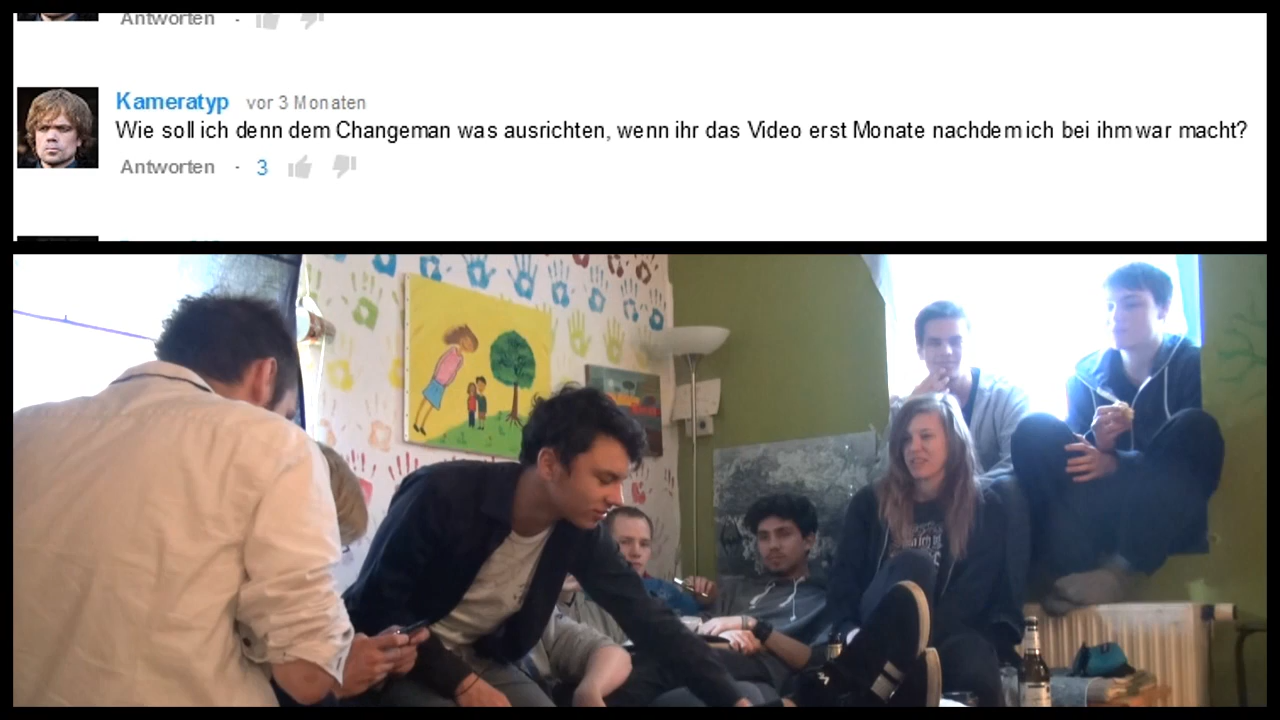 Antworten ·
Kameratyp vor 3 Monaten
Wie soll ich denn dem Changeman was ausrichten, wenn ihr das Video erst Monate nachdem ich bei ihm war macht?
Antworten · 3